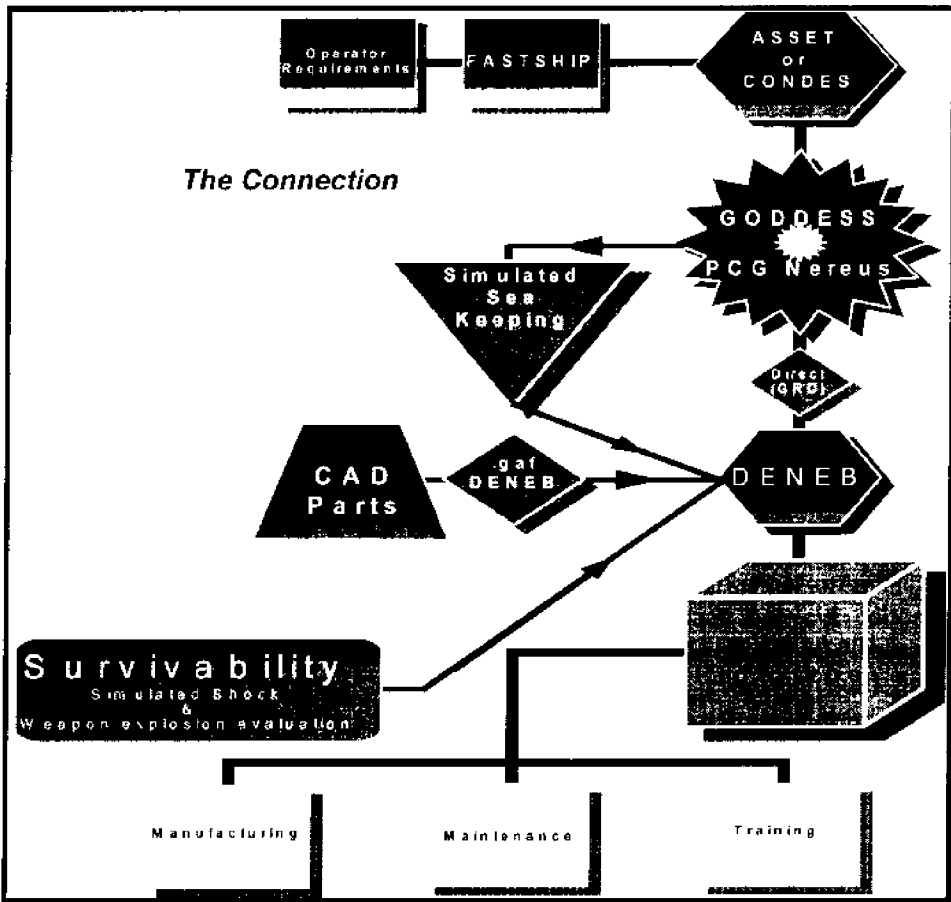 Operator
Requirements
FASTSHIP
ASSET
or
CONDES
The Connection
GODDESS
PCG Nereus
Simulated
Sea
Keeping
Direct
(GRD)
CAD
Parts
.gaf
DENEB
DENEB
Survivability
Simulated Shock
&
Weapon explosion evaluation
Manufacturing
Maintenance
Training